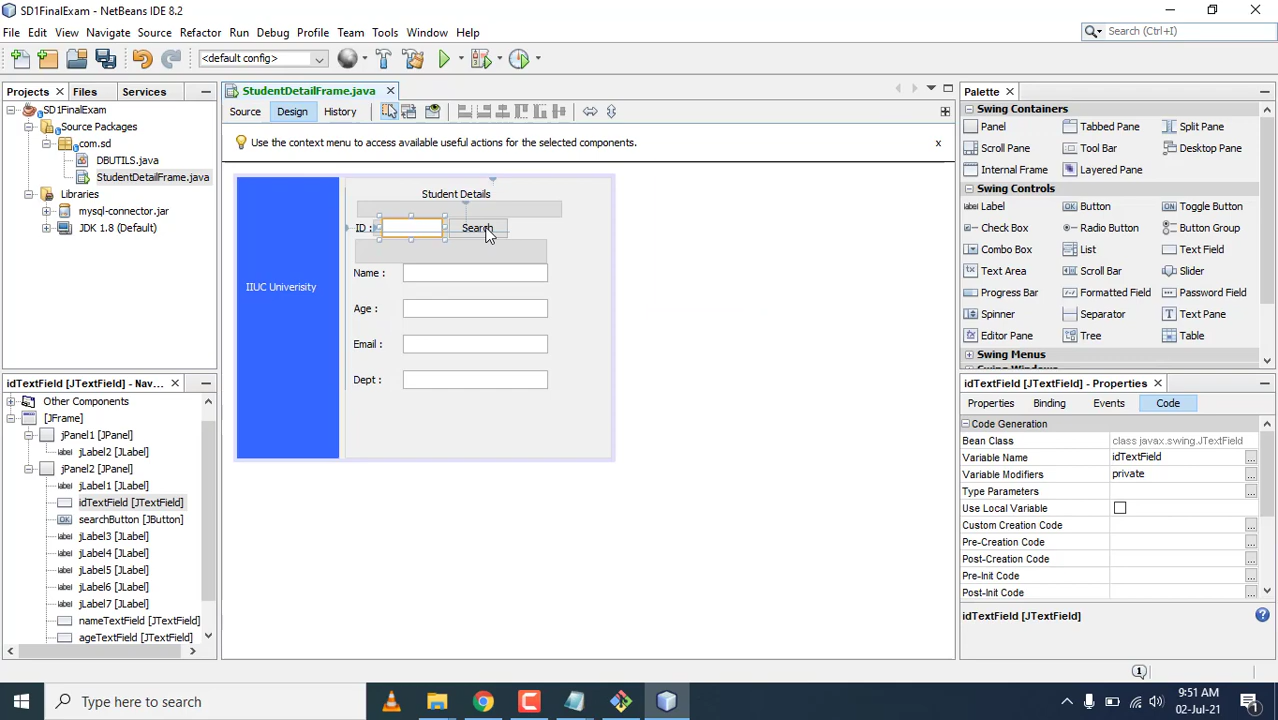 SD1FinalExam - NetBeans IDE 8.2
File Edit View Navigate Source Refactor Run Debug Profile Team Tools Window Help
Search (Ctrl+I)
<default config>
Projects Files Services
SD1FinalExam
Source Packages
com.sd
DBUTILS.java
StudentDetailFrame.java
Libraries
mysql-connector.jar
JDK 1.8 (Default)
StudentDetailFrame.java
Source Design History
Use the context menu to access available useful actions for the selected components.
x
IIUC Univerisity
Student Details
ID :
Search
Name :
Age :
Email :
Dept :
Palette
Swing Containers
Panel Tabbed Pane Split Pane
Scroll Pane Tool Bar Desktop Pane
Internal Frame Layered Pane
Swing Controls
Label Button Toggle Button
Check Box Radio Button Button Group
Combo Box List Text Field
Text Area Scroll Bar Slider
Progress Bar Formatted Field Password Field
Spinner Separator Text Pane
Editor Pane Tree Table
Swing Menus
idTextField [JTextField] - Nav...
Other Components
[JFrame]
jPanel1 [JPanel]
jLabel2 [JLabel]
jPanel2 [JPanel]
jLabel1 [JLabel]
idTextField [JTextField]
searchButton [JButton]
jLabel3 [JLabel]
jLabel4 [JLabel]
jLabel5 [JLabel]
jLabel6 [JLabel]
jLabel7 [JLabel]
nameTextField [JTextField]
ageTextField [JTextField]
idTextField [JTextField] - Properties
Properties Binding Events Code
Code Generation
Bean Class class javax.swing.JTextField
Variable Name idTextField
Variable Modifiers private
Type Parameters
Use Local Variable
Custom Creation Code
Pre-Creation Code
Post-Creation Code
Pre-Init Code
Post-Init Code
idTextField [JTextField]
1
Type here to search
9:51 AM
02-Jul-21
1